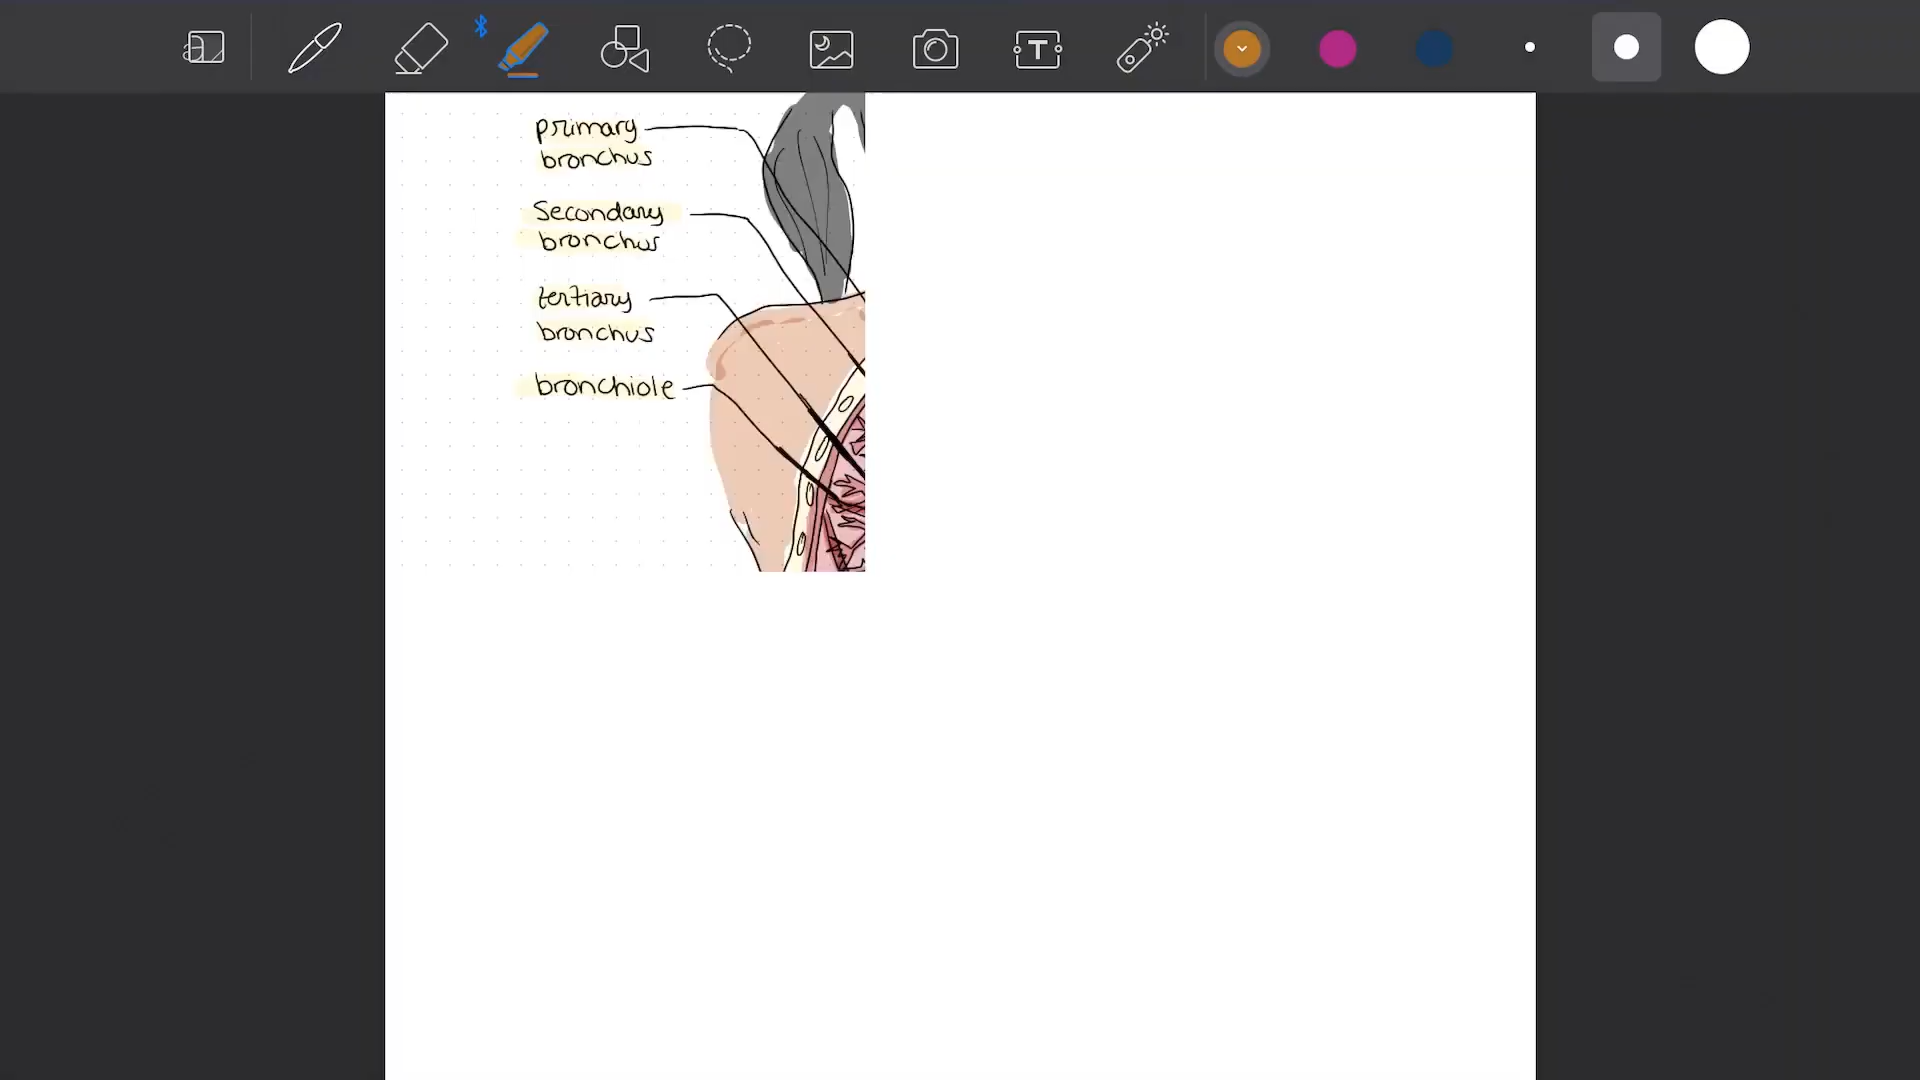 primary
bronchus
Secondary
bronchus
tertiary
bronchus
bronchiole